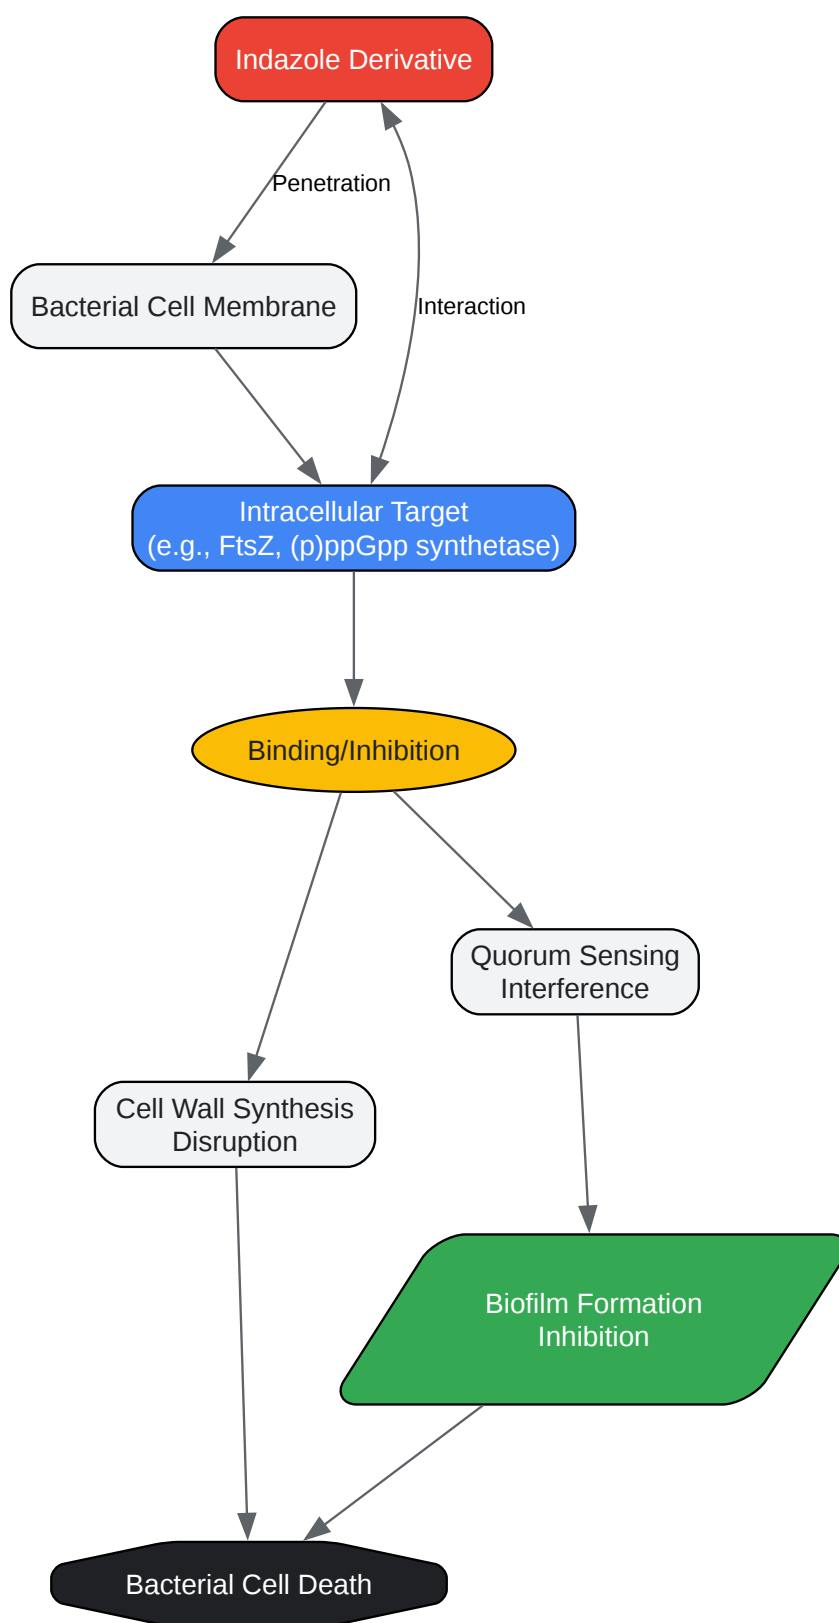 Indazole Derivative
Penetration
Bacterial Cell Membrane
Interaction
Intracellular Target
(e.g., FtsZ, (p)ppGpp synthetase)
Binding/Inhibition
Quorum Sensing
Interference
Cell Wall Synthesis
Disruption
Biofilm Formation
Inhibition
Bacterial Cell Death